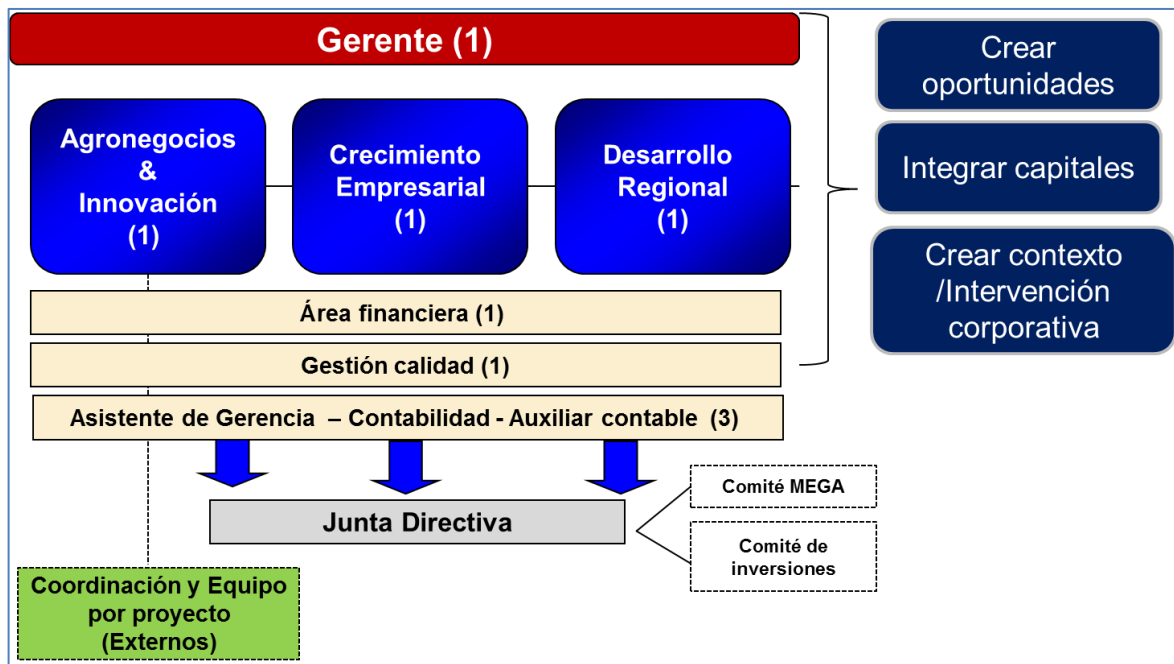 Gerente (1)
Agronegocios
&
Innovación
(1)
Crecimiento
Empresarial
(1)
Desarrollo
Regional
(1)
Crear
oportunidades
Integrar capitales
Crear contexto
/Intervención
corporativa
Área financiera (1)
Gestión calidad (1)
Asistente de Gerencia – Contabilidad - Auxiliar contable (3)
Junta Directiva
Comité MEGA
Comité de
inversiones
Coordinación y Equipo
por proyecto
(Externos)